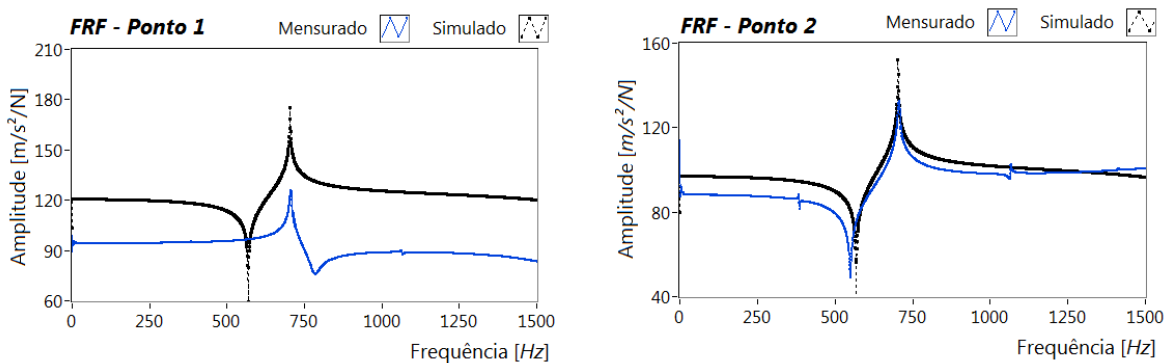 FRF - Ponto 1 Mensurado Simulado
210
180
150
120
90
60
Amplitude [m/s²/N]
0 250 500 750 1000 1250 1500
Frequência [Hz]
FRF - Ponto 2 Mensurado Simulado
160
120
80
40
Amplitude [m/s²/N]
0 250 500 750 1000 1250 1500
Frequência [Hz]